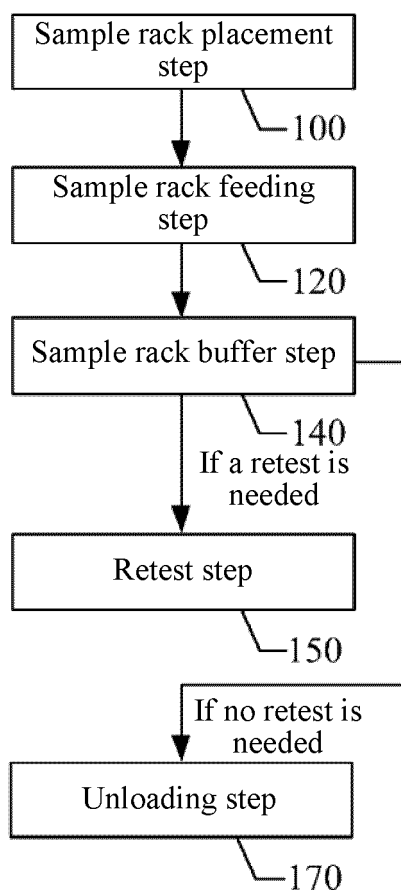 Sample rack placement
step
100
Sample rack feeding
step
120
Sample rack buffer step
140
If a retest is
needed
Retest step
150
If no retest is
needed
Unloading step
170